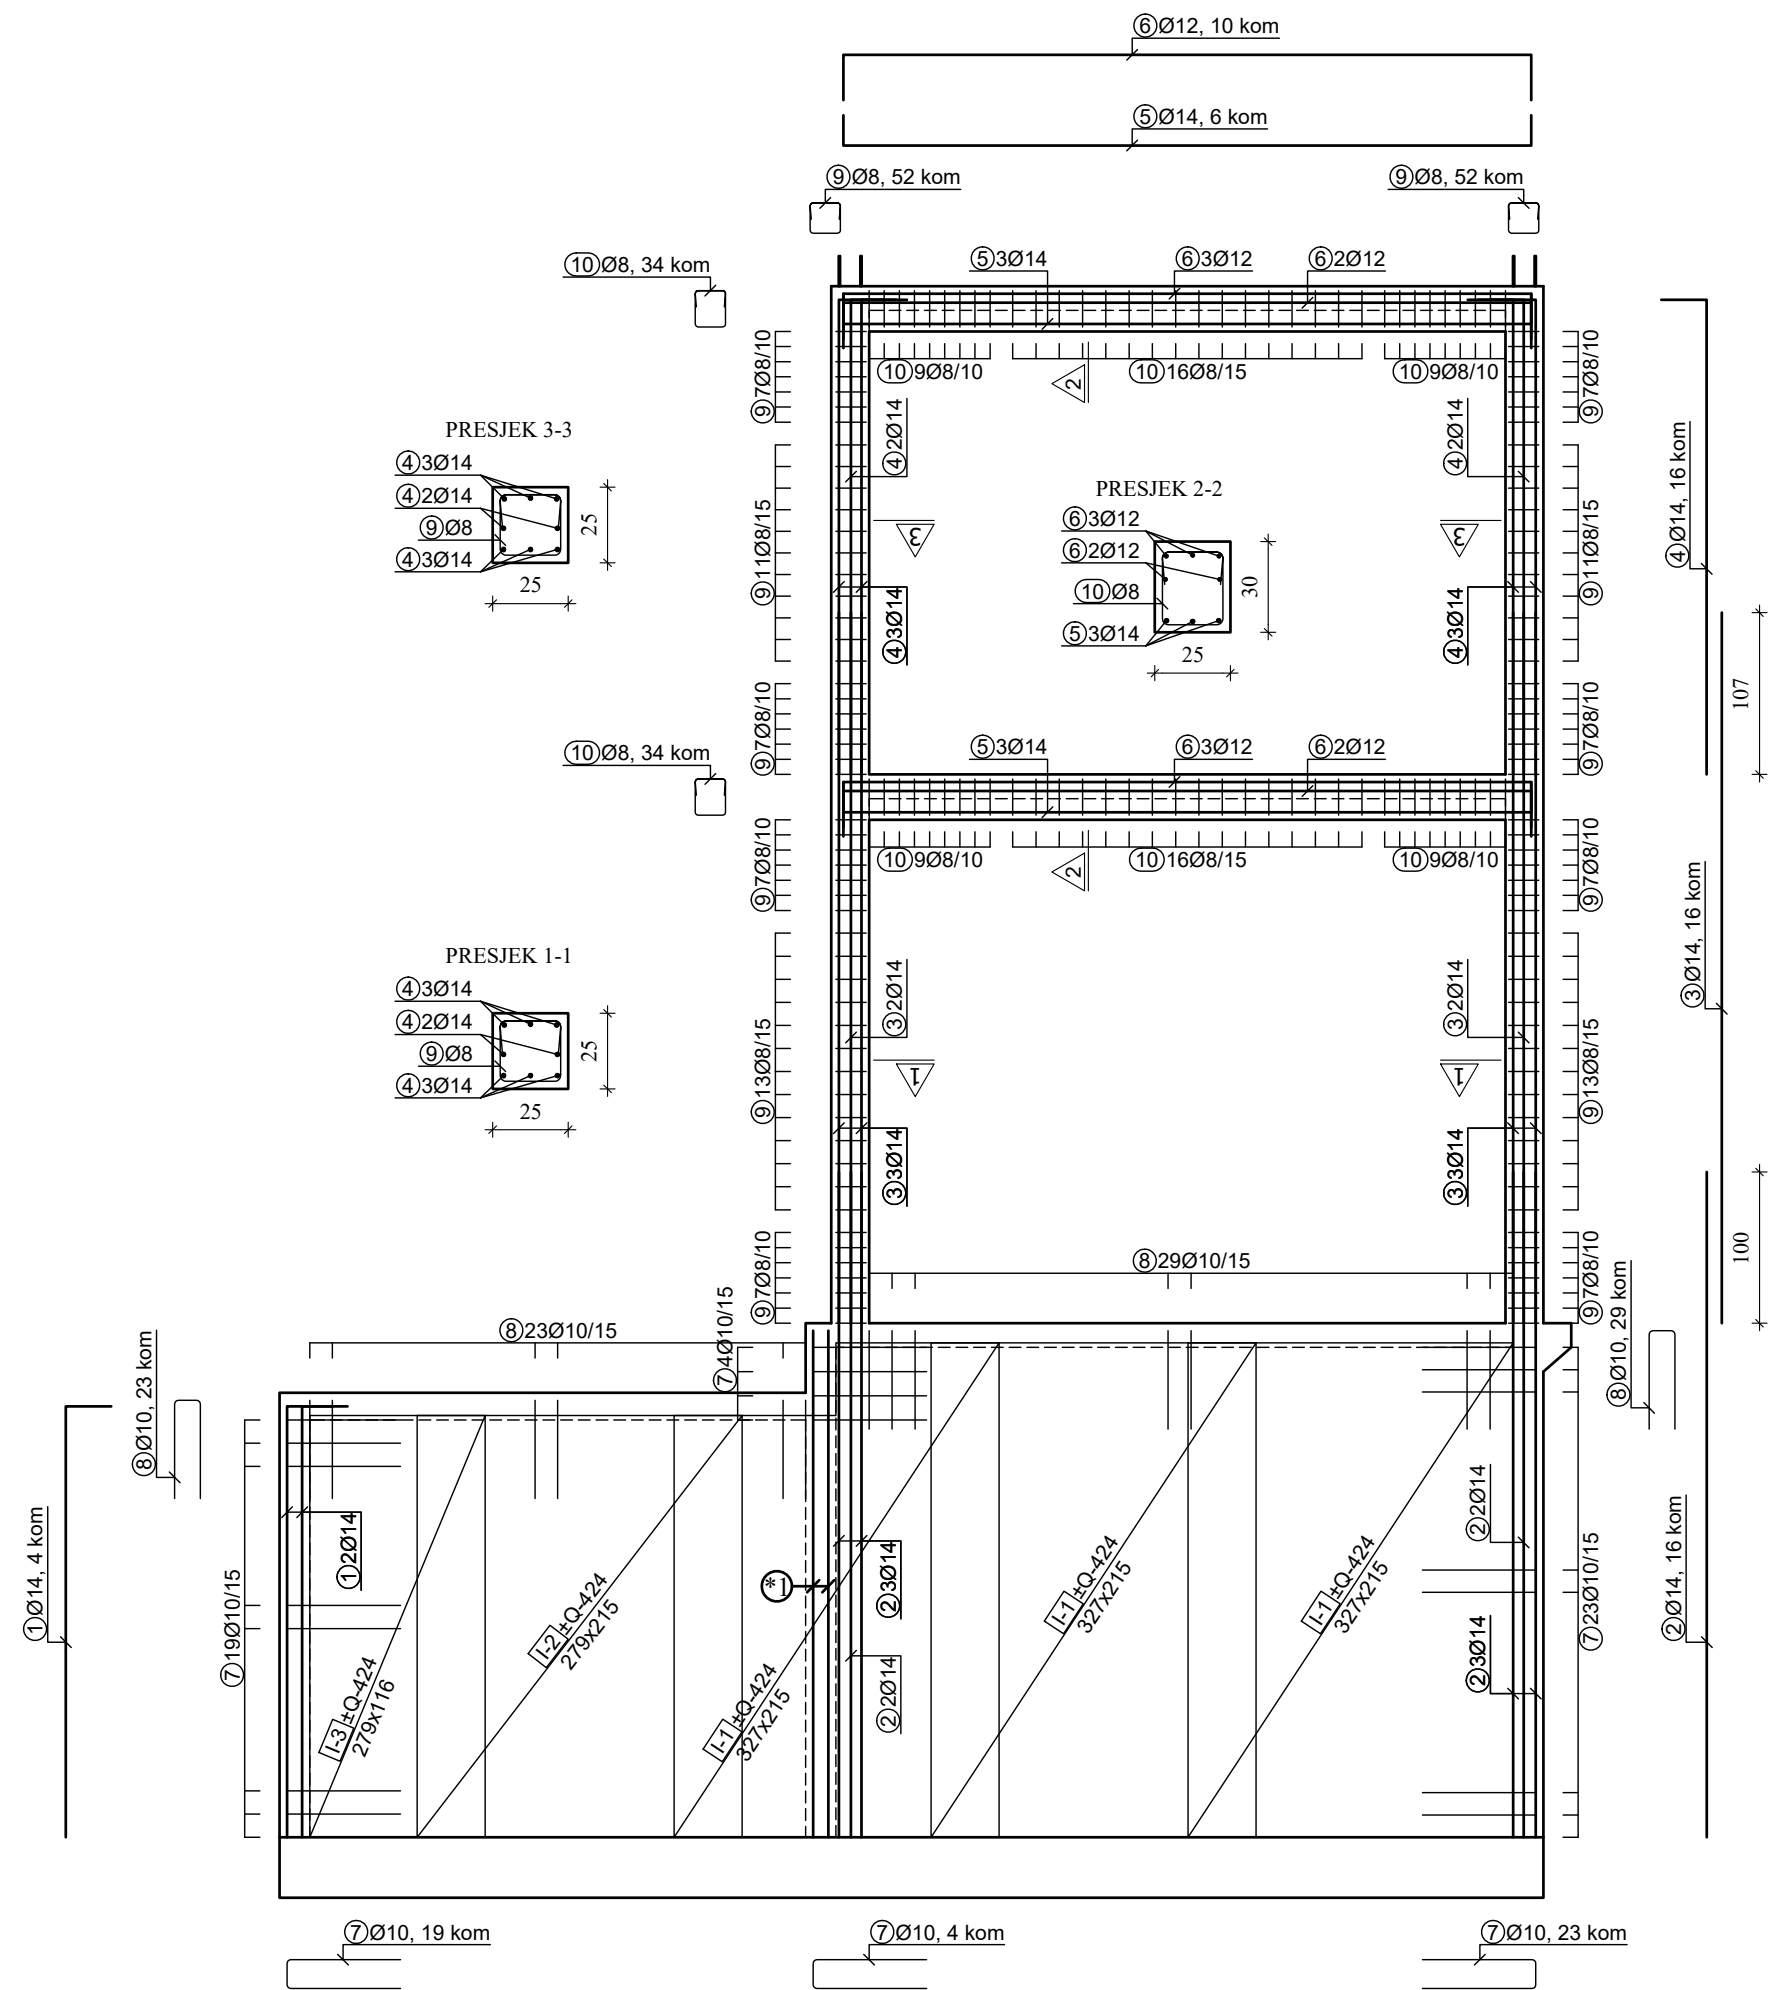 ⑥Ø12, 10 kom
⑤Ø14, 6 kom
⑨Ø8, 52 kom
⑨Ø8, 52 kom
⑩Ø8, 34 kom
⑤3Ø14
⑥3Ø12
⑥2Ø12
⑨7Ø8/10
⑩9Ø8/10
2
⑩16Ø8/15
⑩9Ø8/10
⑨7Ø8/10
④2Ø14
④2Ø14
④Ø14, 16 kom
PRESJEK 3-3
④3Ø14
④2Ø14
⑨Ø8
④3Ø14
25
25
⑨11Ø8/15
3
PRESJEK 2-2
⑥3Ø12
⑥2Ø12
⑩Ø8
⑤3Ø14
30
25
3
⑨11Ø8/15
④3Ø14
④3Ø14
107
⑨7Ø8/10
⑨7Ø8/10
⑩Ø8, 34 kom
⑤3Ø14
⑥3Ø12
⑥2Ø12
⑨7Ø8/10
⑩9Ø8/10
2
⑩16Ø8/15
⑩9Ø8/10
⑨7Ø8/10
③Ø14, 16 kom
PRESJEK 1-1
④3Ø14
④2Ø14
⑨Ø8
④3Ø14
25
25
③2Ø14
③2Ø14
⑨13Ø8/15
1
1
⑨13Ø8/15
③3Ø14
③3Ø14
100
⑨7Ø8/10
⑧29Ø10/15
⑨7Ø8/10
⑧23Ø10/15
⑦4Ø10/15
⑧Ø10, 23 kom
⑧Ø10, 29 kom
①Ø14, 4 kom
⑦19Ø10/15
①2Ø14
I-3 ±Q-424
279x116
I-2 ±Q-424
279x215
*1
I-1 ±Q-424
327x215
②3Ø14
②2Ø14
I-1 ±Q-424
327x215
I-1 ±Q-424
327x215
②2Ø14
②3Ø14
⑦23Ø10/15
②Ø14, 16 kom
⑦Ø10, 19 kom
⑦Ø10, 4 kom
⑦Ø10, 23 kom